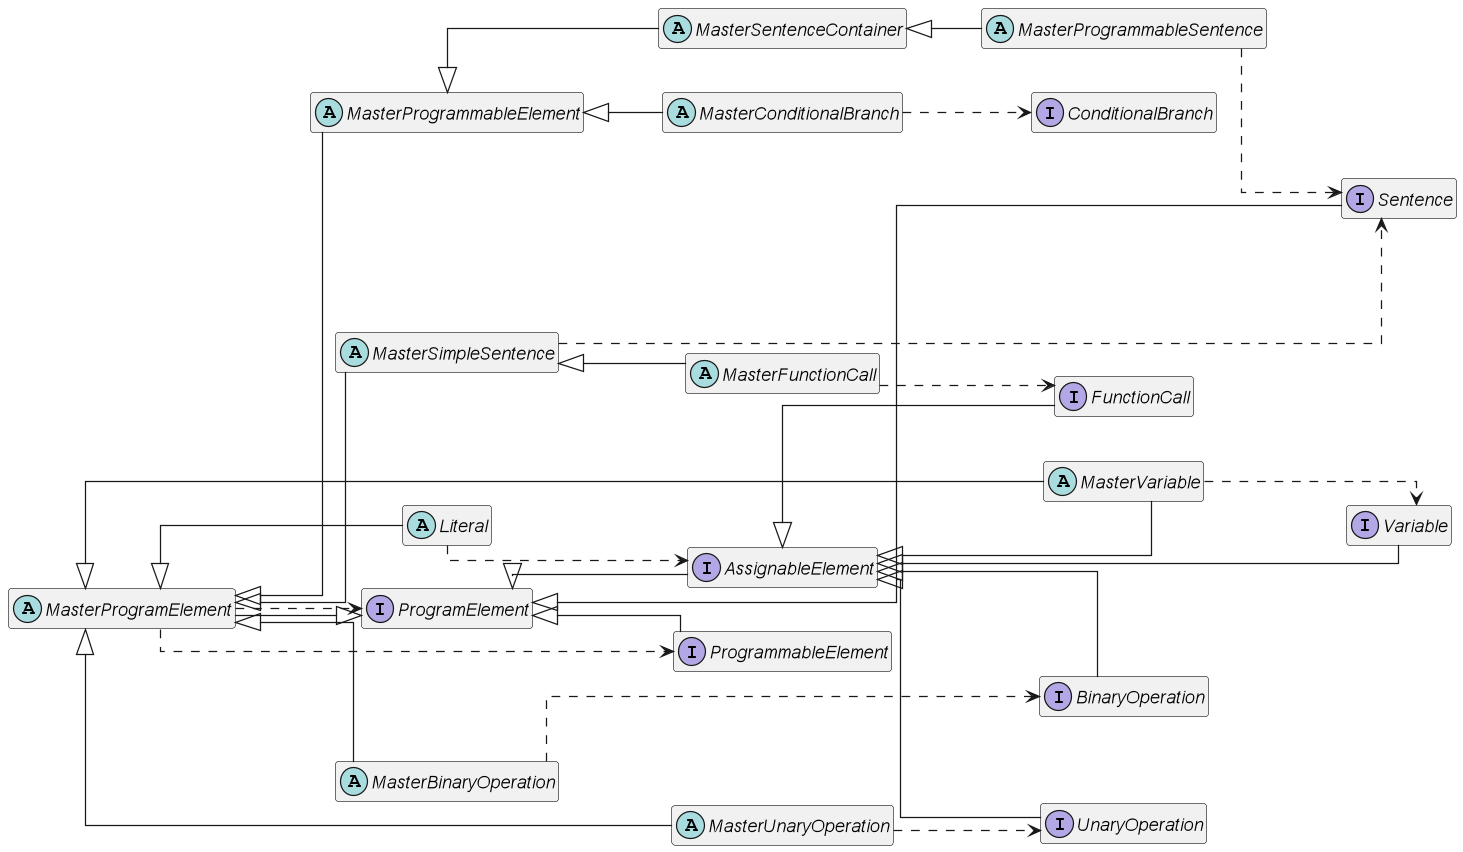 A MasterSentenceContainer
A MasterProgrammableSentence
A MasterProgrammableElement
A MasterConditionalBranch
I ConditionalBranch
I Sentence
A MasterSimpleSentence
A MasterFunctionCall
I FunctionCall
A MasterVariable
A Literal
I Variable
I AssignableElement
A MasterProgramElement
I ProgramElement
I ProgrammableElement
I BinaryOperation
A MasterBinaryOperation
A MasterUnaryOperation
I UnaryOperation